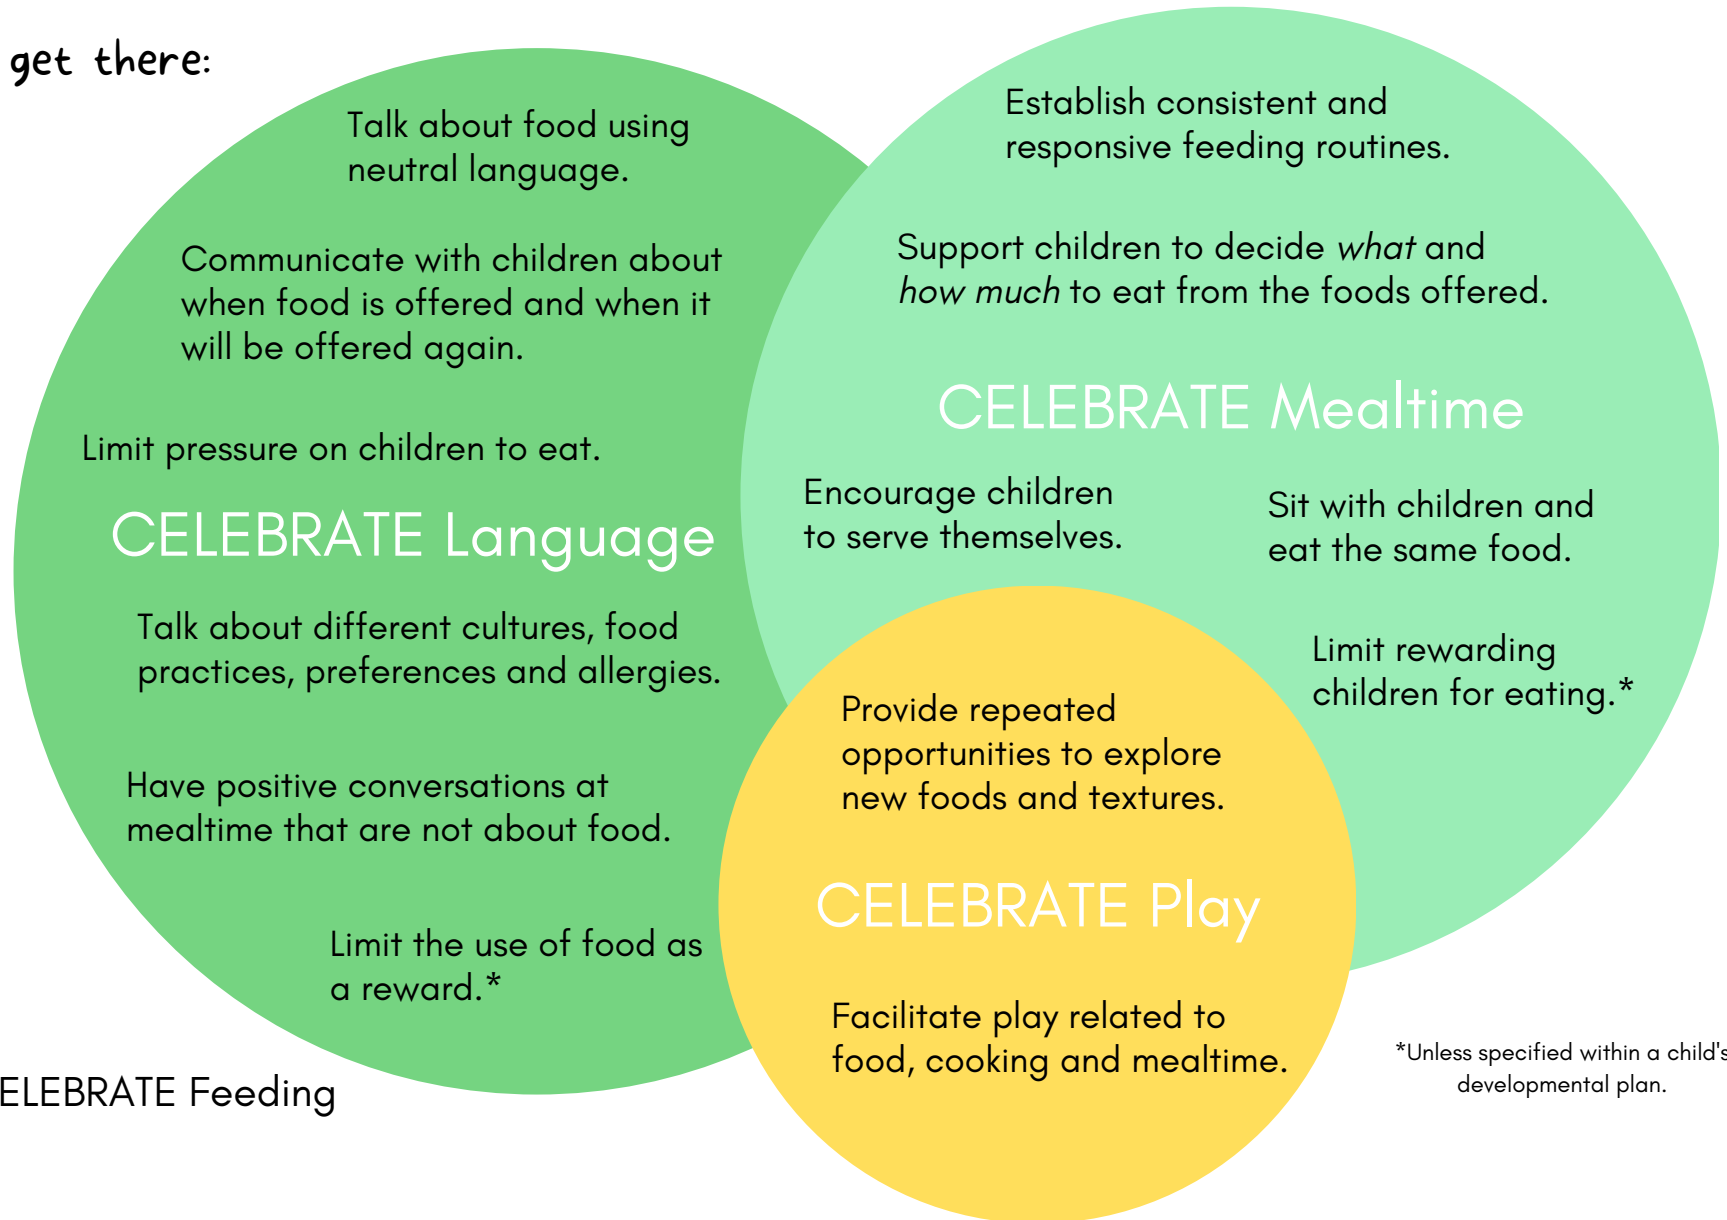 get there:
Talk about food using
neutral language.
Communicate with children about
when food is offered and when it
will be offered again.
Limit pressure on children to eat.
CELEBRATE Language
Talk about different cultures, food
practices, preferences and allergies.
Have positive conversations at
mealtime that are not about food.
Limit the use of food as
a reward.*
Establish consistent and
responsive feeding routines.
Support children to decide what and
how much to eat from the foods offered.
CELEBRATE Mealtime
Encourage children
to serve themselves.
Sit with children and
eat the same food.
Limit rewarding
children for eating.*
Provide repeated
opportunities to explore
new foods and textures.
CELEBRATE Play
Facilitate play related to
food, cooking and mealtime.
*Unless specified within a child's
developmental plan.
ELEBRATE Feeding